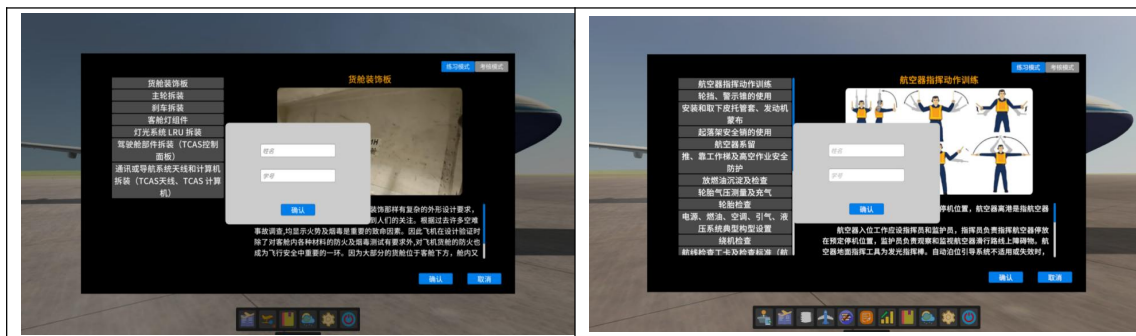 练习模式 考核模式
货舱装饰板
货舱装饰板
主轮拆装
刹车拆装
客舱灯组件
灯光系统 LRU 拆装
驾驶舱部件拆装（TCAS控制
面板）
通讯或导航系统天线和计算机
拆装（TCAS天线、TCAS 计算
机）
姓名
学号
确认
装饰那样有复杂的外形设计要求，
到人们的关注。根据过去许多空难
事故调查,均显示火势及烟毒是重要的致命因素。因此飞机在设计验证时
除了对客舱内各种材料的防火及烟毒测试有要求外,对飞机货舱的防火也
成为飞行安全中重要的一环。因为大部分的货舱位于客舱下方，舱内又
确认 取消
练习模式 考核模式
航空器指挥动作训练
航空器指挥动作训练
轮挡、警示锥的使用
安装和取下皮托管套、发动机
蒙布
起落架安全销的使用
航空器系留
推、靠工作梯及高空作业安全
防护
放燃油沉淀及检查
轮胎气压测量及充气
轮胎检查
电源、燃油、空调、引气、液
压系统典型构型设置
绕机检查
航线检查工卡及检查标准（航
姓名
学号
确认
停机位置，航空器离港是指航空器
航空器入位工作应设指挥员和监护员，指挥员负责指挥航空器停放
在预定停机位置，监护员负责观察和监视航空器滑行路线上障碍物。航
空器地面指挥工具为发光指挥棒。自动泊位引导系统不适用或失效时，
确认 取消